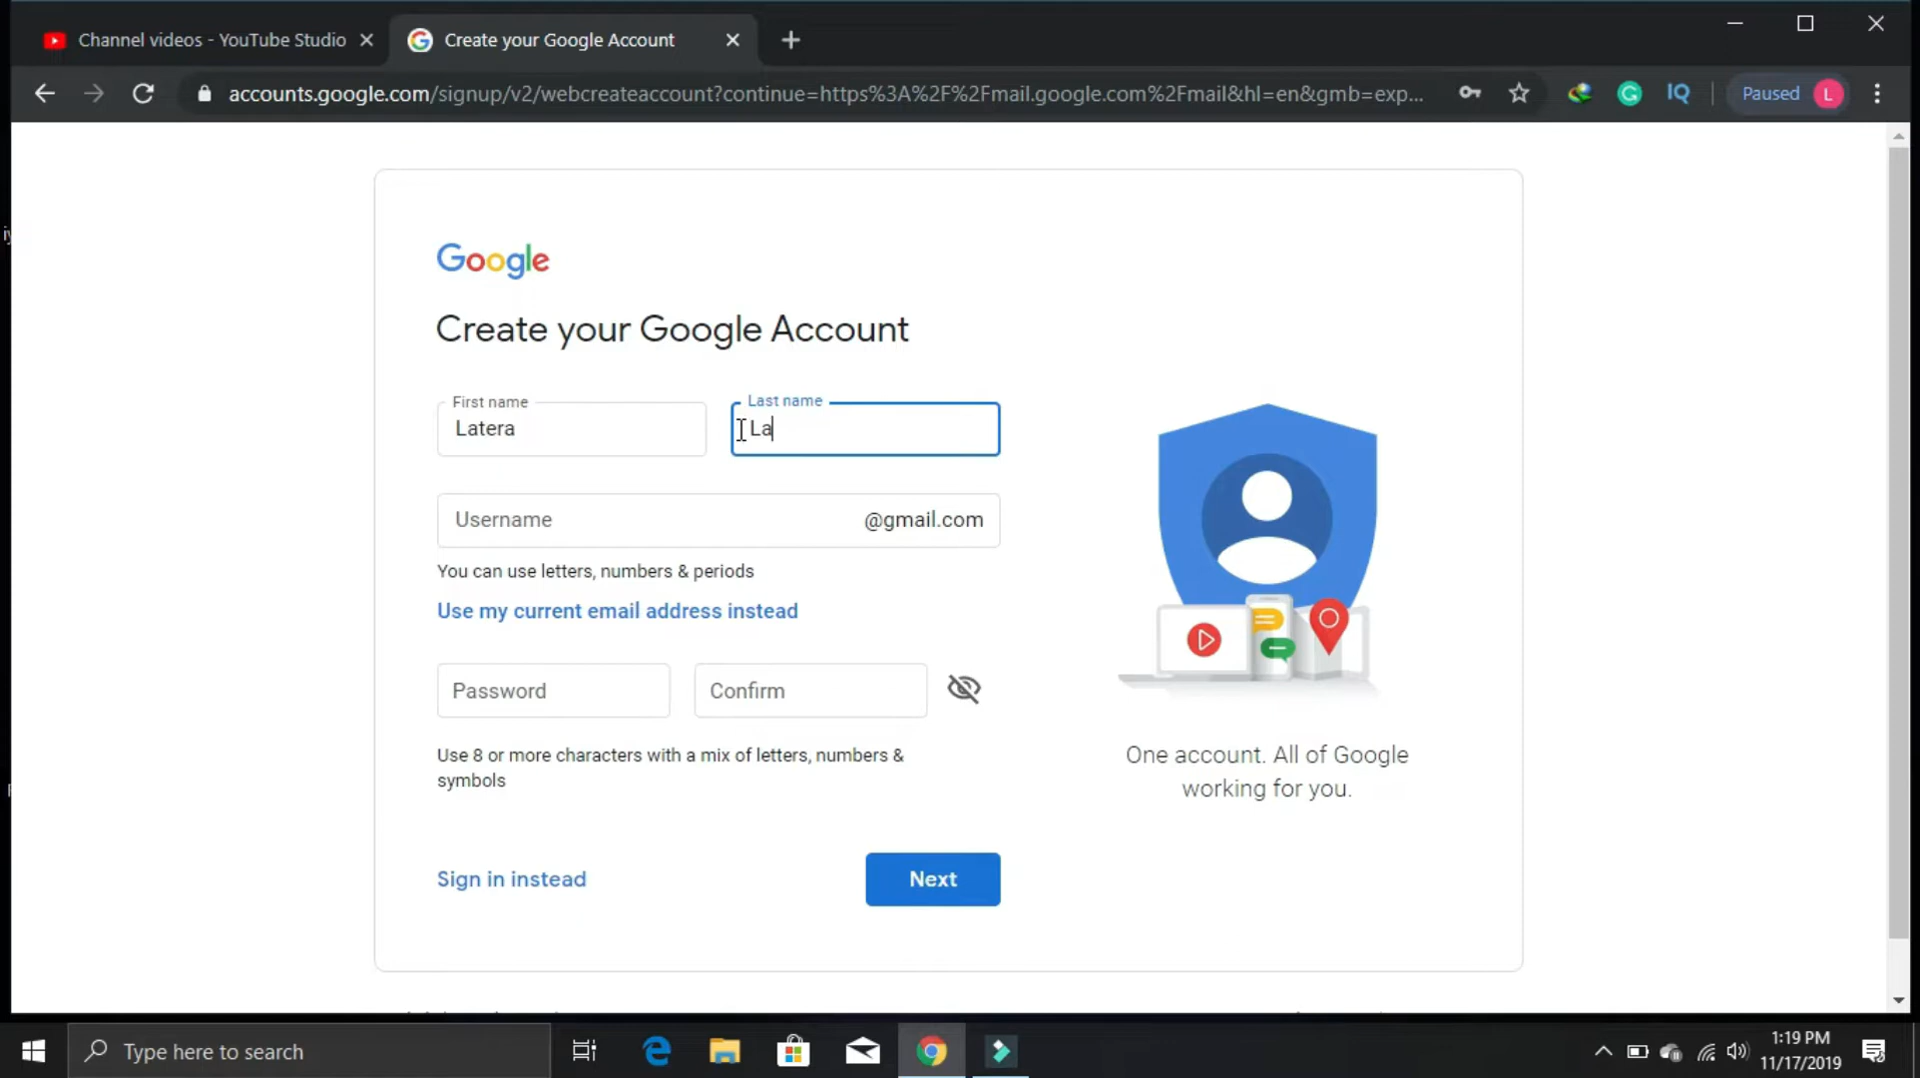 Channel videos - YouTube Studio
Create your Google Account
accounts.google.com/signup/v2/webcreateaccount?continue=https%3A%2F%2Fmail.google.com%2Fmail&hl=en&gmb=exp...
IQ
Paused
L
Google
Create your Google Account
First name
Last name
Latera
La
Username
@gmail.com
You can use letters, numbers & periods
Use my current email address instead
Password
Confirm
Use 8 or more characters with a mix of letters, numbers &
symbols
One account. All of Google
working for you.
Sign in instead
Next
Type here to search
1:19 PM
11/17/2019